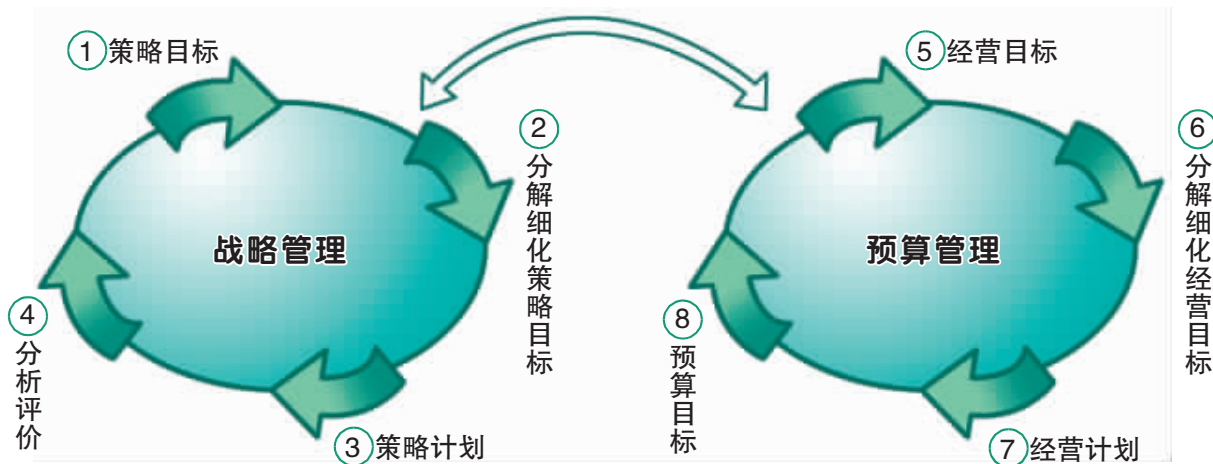 ①策略目标
②分解细化策略目标
战略管理
③策略计划
④分析评价
⑤经营目标
⑥分解细化经营目标
预算管理
⑦经营计划
⑧预算目标